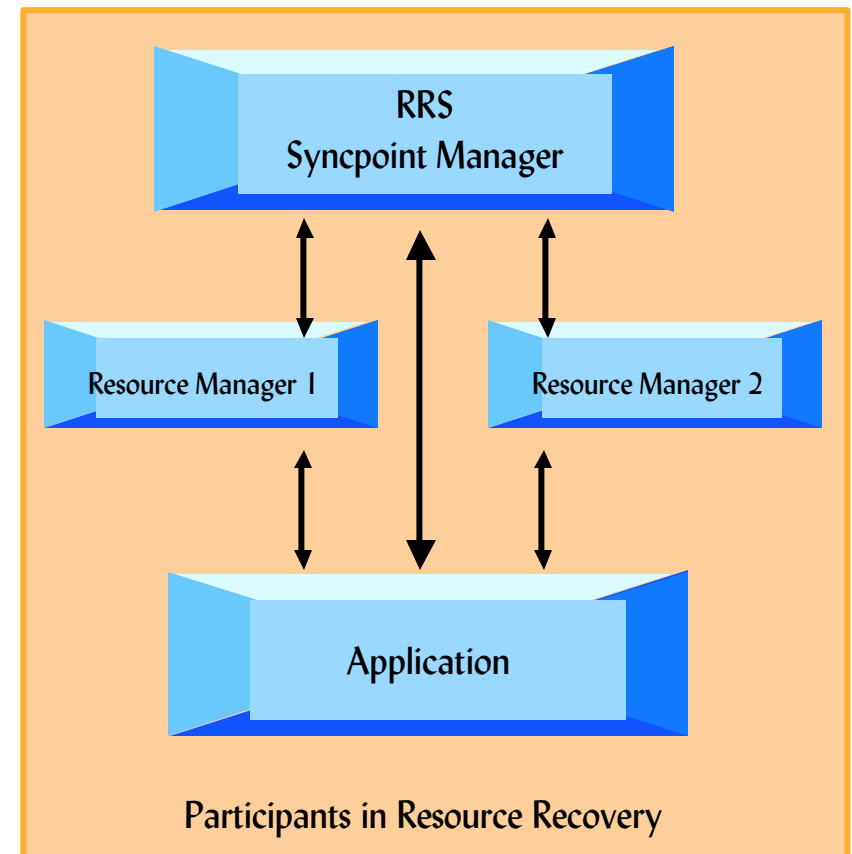 RRS
Syncpoint Manager
Resource Manager 1
Resource Manager 2
Application
Participants in Resource Recovery